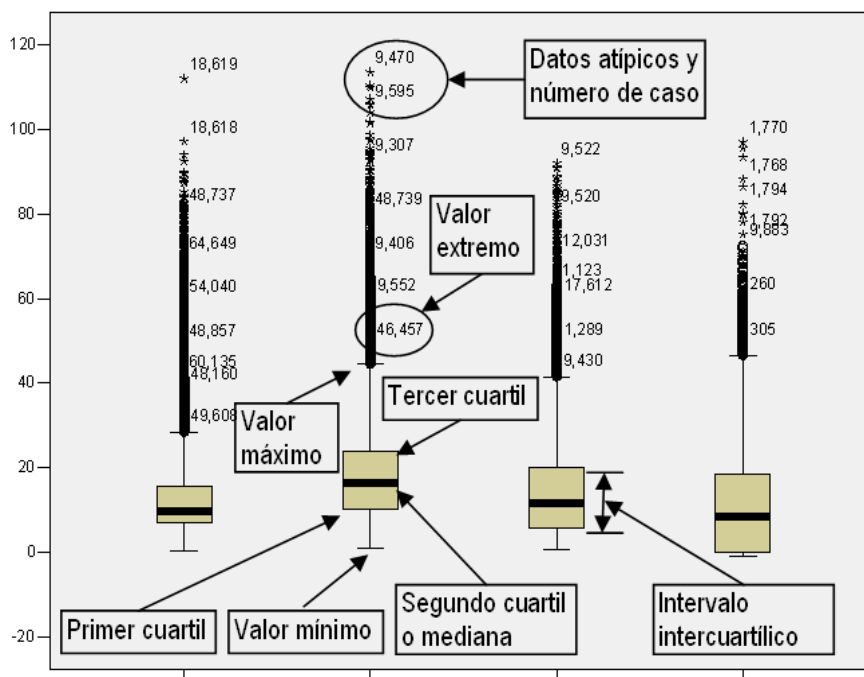 120
100
80
60
40
20
0
-20
18,619
18,618
48,737
64,649
54,040
48,857
60,135
48,160
49,608
9,470
9,595
9,307
48,739
9,406
9,552
46,457
9,522
9,520
12,031
1,123
17,612
1,289
9,430
1,770
1,768
1,794
1,792
9,883
260
305
Datos atípicos y
número de caso
Valor
extremo
Tercer cuartil
Valor
máximo
Primer cuartil
Valor mínimo
Segundo cuartil
o mediana
Intervalo
intercuartílico